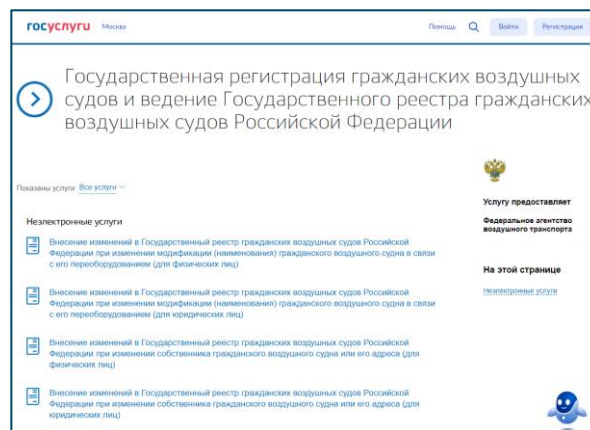 госуслуги Москва Помощь Войти Регистрация
Государственная регистрация гражданских воздушных
судов и ведение Государственного реестра гражданских
воздушных судов Российской Федерации
Показаны услуги Все услуги
Услугу предоставляет
Федеральное агентство
воздушного транспорта
На этой странице
Неэлектронные услуги
Неэлектронные услуги
Внесение изменений в Государственный реестр гражданских воздушных судов Российской
Федерации при изменении модификации (наименования) гражданского воздушного судна в связи
с его переоборудованием (для физических лиц)
Внесение изменений в Государственный реестр гражданских воздушных судов Российской
Федерации при изменении модификации (наименования) гражданского воздушного судна в связи
с его переоборудованием (для юридических лиц)
Внесение изменений в Государственный реестр гражданских воздушных судов Российской
Федерации при изменении собственника гражданского воздушного судна или его адреса (для
физических лиц)
Внесение изменений в Государственный реестр гражданских воздушных судов Российской
Федерации при изменении собственника гражданского воздушного судна или его адреса (для
юридических лиц)